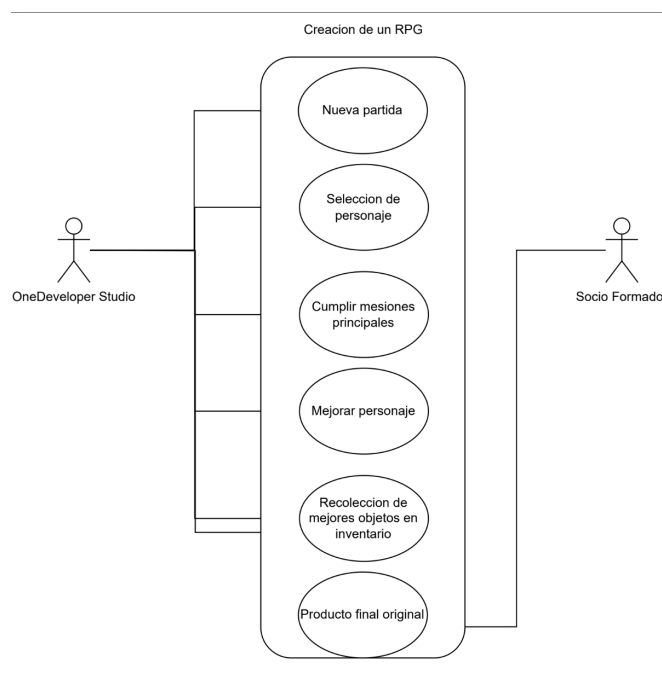 Creacion de un RPG
Nueva partida
Seleccion de
personaje
OneDeveloper Studio
Socio Formado
Cumplir mesiones
principales
Mejorar personaje
Recoleccion de
mejores objetos en
inventario
Producto final original